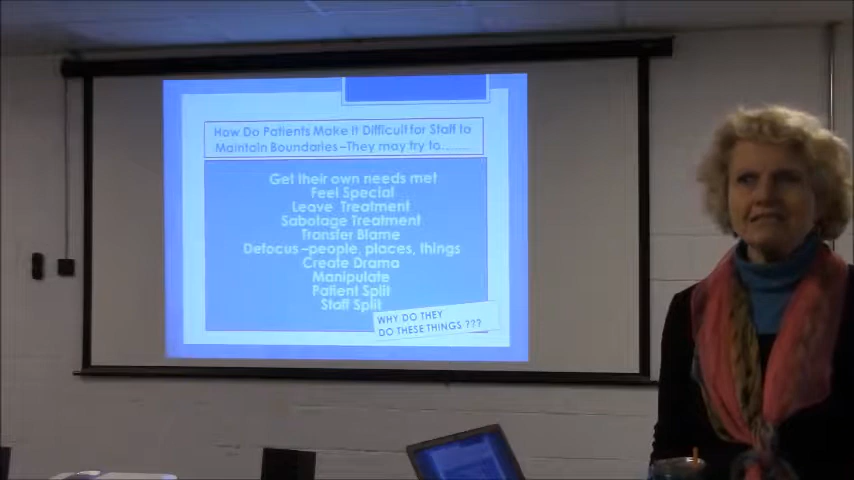 How Do Patients Make It Difficult for Staff to
Maintain Boundaries–They may try to.......
Get their own needs met
Feel Special
Leave Treatment
Sabotage Treatment
Transfer Blame
Defocus –people, places, things
Create Drama
Manipulate
Patient Split
Staff Split
WHY DO THEY
DO THESE THINGS ???